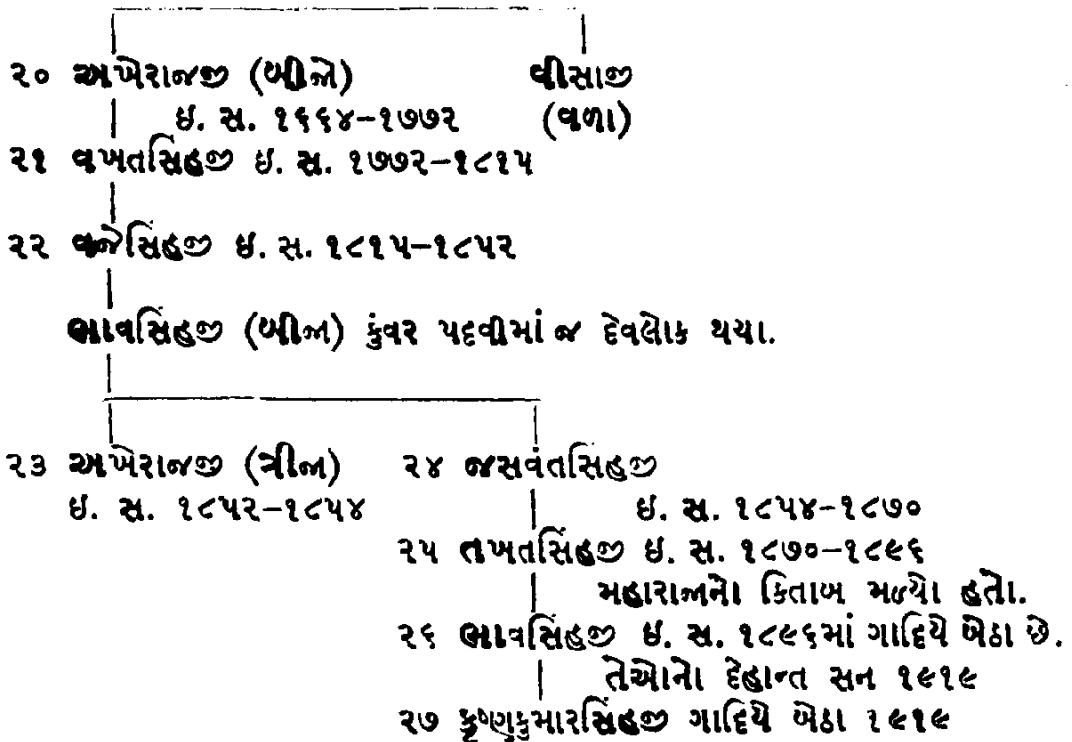 ૨૦ અખેરાજજી (બીજો) વીસાજી
ઇ. સ. ૧૬૬૪–૧૭૭૨ (વળા)
૨૧ વખતસિંહજી ઇ. સ. ૧૭૭૨–૧૮૧૫
૨૨ વજેસિંહજી ઇ. સ. ૧૮૧૫–૧૮૫૨
ભાવસિંહજી (બીજા) કુંવર પદવીમાં જ દેવલોક થયા.
૨૩ અખેરાજજી (ત્રીજા) ૨૪ જસવંતસિંહજી
ઇ. સ. ૧૮૫૨–૧૮૫૪ ઇ. સ. ૧૮૫૪–૧૮૭૦
૨૫ તખતસિંહજી ઇ. સ. ૧૮૭૦–૧૮૯૬
મહારાજાનો કિતાબ મળ્યો હતો.
૨૬ ભાવસિંહજી ઇ. સ. ૧૮૯૬માં ગાદિયે બેઠા છે.
તેઓનો દેહાન્ત સન ૧૯૧૯
૨૭ કૃષ્ણકુમારસિંહજી ગાદિયે બેઠા ૧૯૧૯